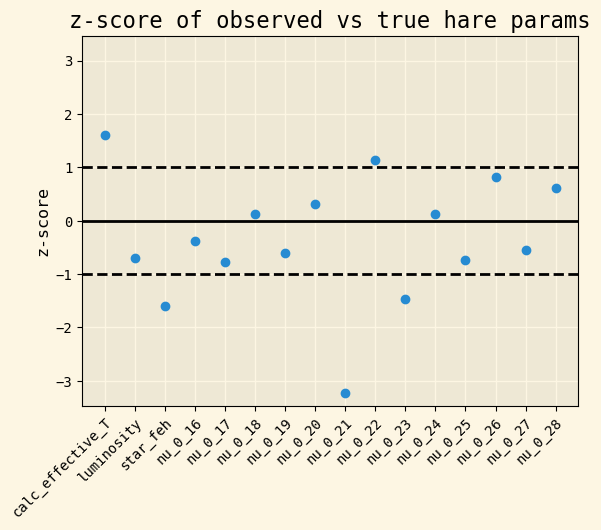 z-score of observed vs true hare params
z-score
3
2
1
0
−1
−2
−3
calc_effective_T
luminosity
star_feh
nu_0_16
nu_0_17
nu_0_18
nu_0_19
nu_0_20
nu_0_21
nu_0_22
nu_0_23
nu_0_24
nu_0_25
nu_0_26
nu_0_27
nu_0_28